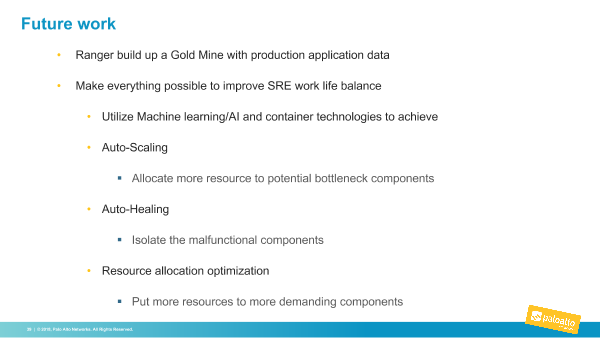 Future work
• Ranger build up a Gold Mine with production application data
• Make everything possible to improve SRE work life balance
• Utilize Machine learning/AI and container technologies to achieve
• Auto-Scaling
▪ Allocate more resource to potential bottleneck components
• Auto-Healing
▪ Isolate the malfunctional components
• Resource allocation optimization
▪ Put more resources to more demanding components
| © 2016, Palo Alto Networks. All Rights Reserved.
paloalto